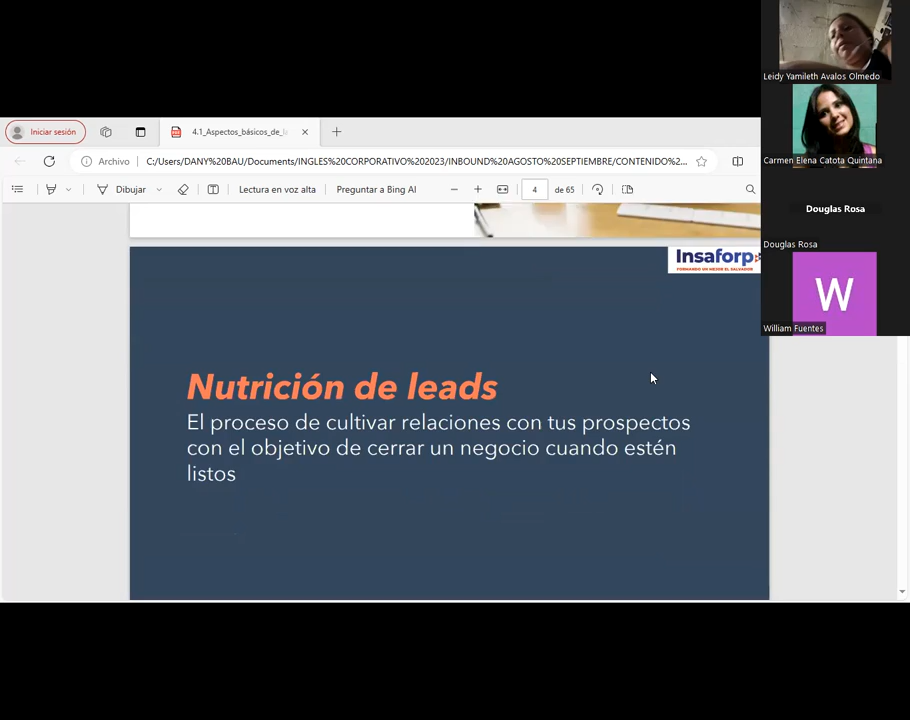 Iniciar sesión
4.1_Aspectos_básicos_de_la
Archivo
C:/Users/DANY%20BAU/Documents/INGLES%20CORPORATIVO%202023/INBOUND%20AGOSTO%20SEPTIEMBRE/CONTENIDO%2...
Dibujar
Lectura en voz alta
Preguntar a Bing AI
4
de 65
Insaforp
FORMANDO UN MEJOR EL SALVADOR
Nutrición de leads
El proceso de cultivar relaciones con tus prospectos
con el objetivo de cerrar un negocio cuando estén
listos
Leidy Yamileth Avalos Olmedo
Carmen Elena Catota Quintana
Douglas Rosa
Douglas Rosa
W
William Fuentes